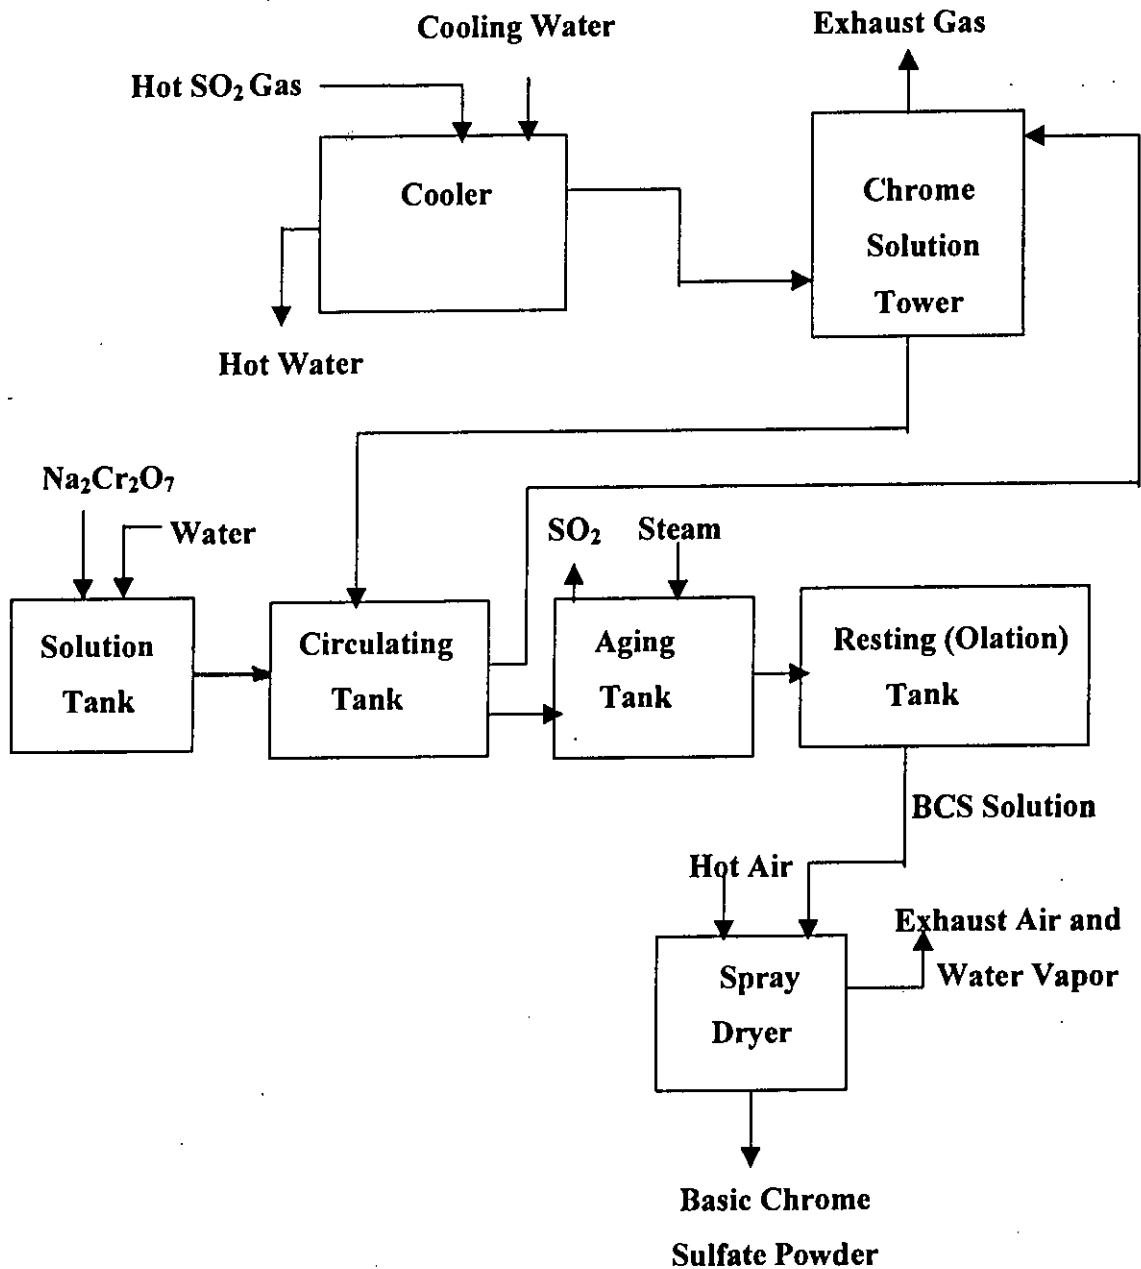 Cooling Water
Exhaust Gas
Hot SO₂ Gas
Cooler
Chrome
Solution
Tower
Hot Water
Na₂Cr₂O₇
Water
SO₂
Steam
Solution
Tank
Circulating
Tank
Aging
Tank
Resting (Olation)
Tank
BCS Solution
Hot Air
Exhaust Air and
Water Vapor
Spray
Dryer
Basic Chrome
Sulfate Powder